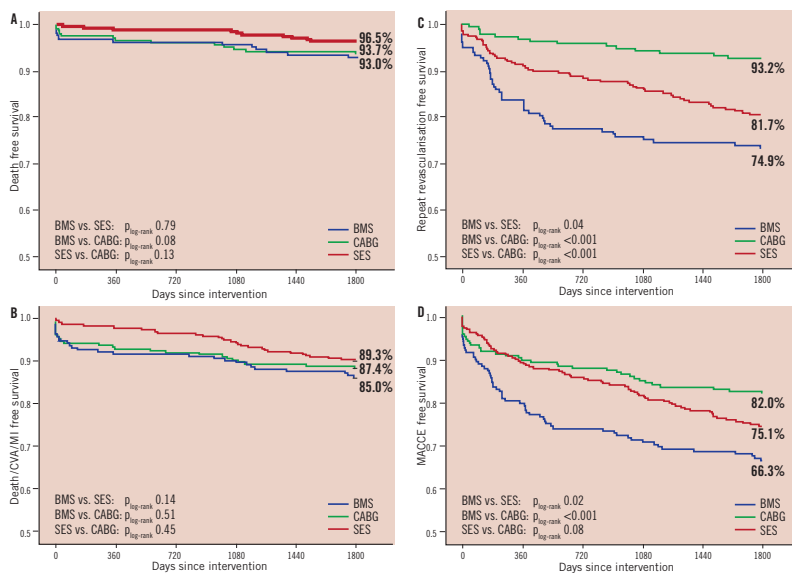 A
1.0
0.9
0.8
0.7
0.6
0.5
Death free survival
96.5%
93.7%
93.0%
BMS vs. SES: plog-rank 0.79
BMS vs. CABG: plog-rank 0.08
SES vs. CABG: plog-rank 0.13
BMS
CABG
SES
0 360 720 1080 1440 1800
Days since intervention
C
1.0
0.9
0.8
0.7
0.6
0.5
Repeat revascularisation free survival
93.2%
81.7%
74.9%
BMS vs. SES: plog-rank 0.04
BMS vs. CABG: plog-rank <0.001
SES vs. CABG: plog-rank <0.001
BMS
CABG
SES
0 360 720 1080 1440 1800
Days since intervention
B
1.0
0.9
0.8
0.7
0.6
0.5
Death/CVA/MI free survival
89.3%
87.4%
85.0%
BMS vs. SES: plog-rank 0.14
BMS vs. CABG: plog-rank 0.51
SES vs. CABG: plog-rank 0.45
BMS
CABG
SES
0 360 720 1080 1440 1800
Days since intervention
D
1.0
0.9
0.8
0.7
0.6
0.5
MACCE free survival
82.0%
75.1%
66.3%
BMS vs. SES: plog-rank 0.02
BMS vs. CABG: plog-rank <0.001
SES vs. CABG: plog-rank 0.08
BMS
CABG
SES
0 360 720 1080 1440 1800
Days since intervention